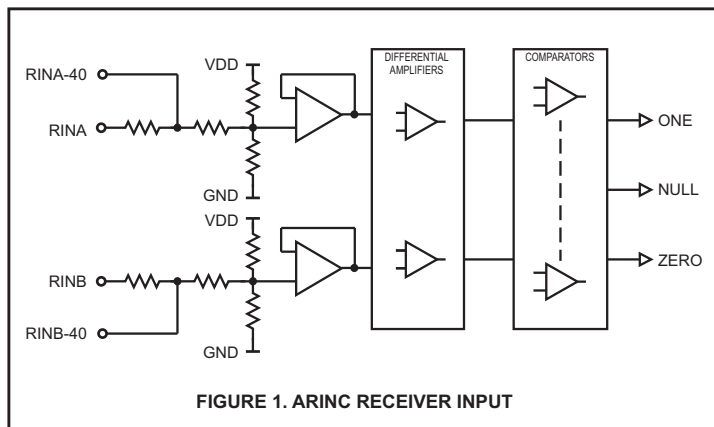 DIFFERENTIAL
AMPLIFIERS
COMPARATORS
VDD
RINA-40
RINA
ONE
GND
NULL
VDD
RINB
ZERO
RINB-40
GND
FIGURE 1. ARINC RECEIVER INPUT